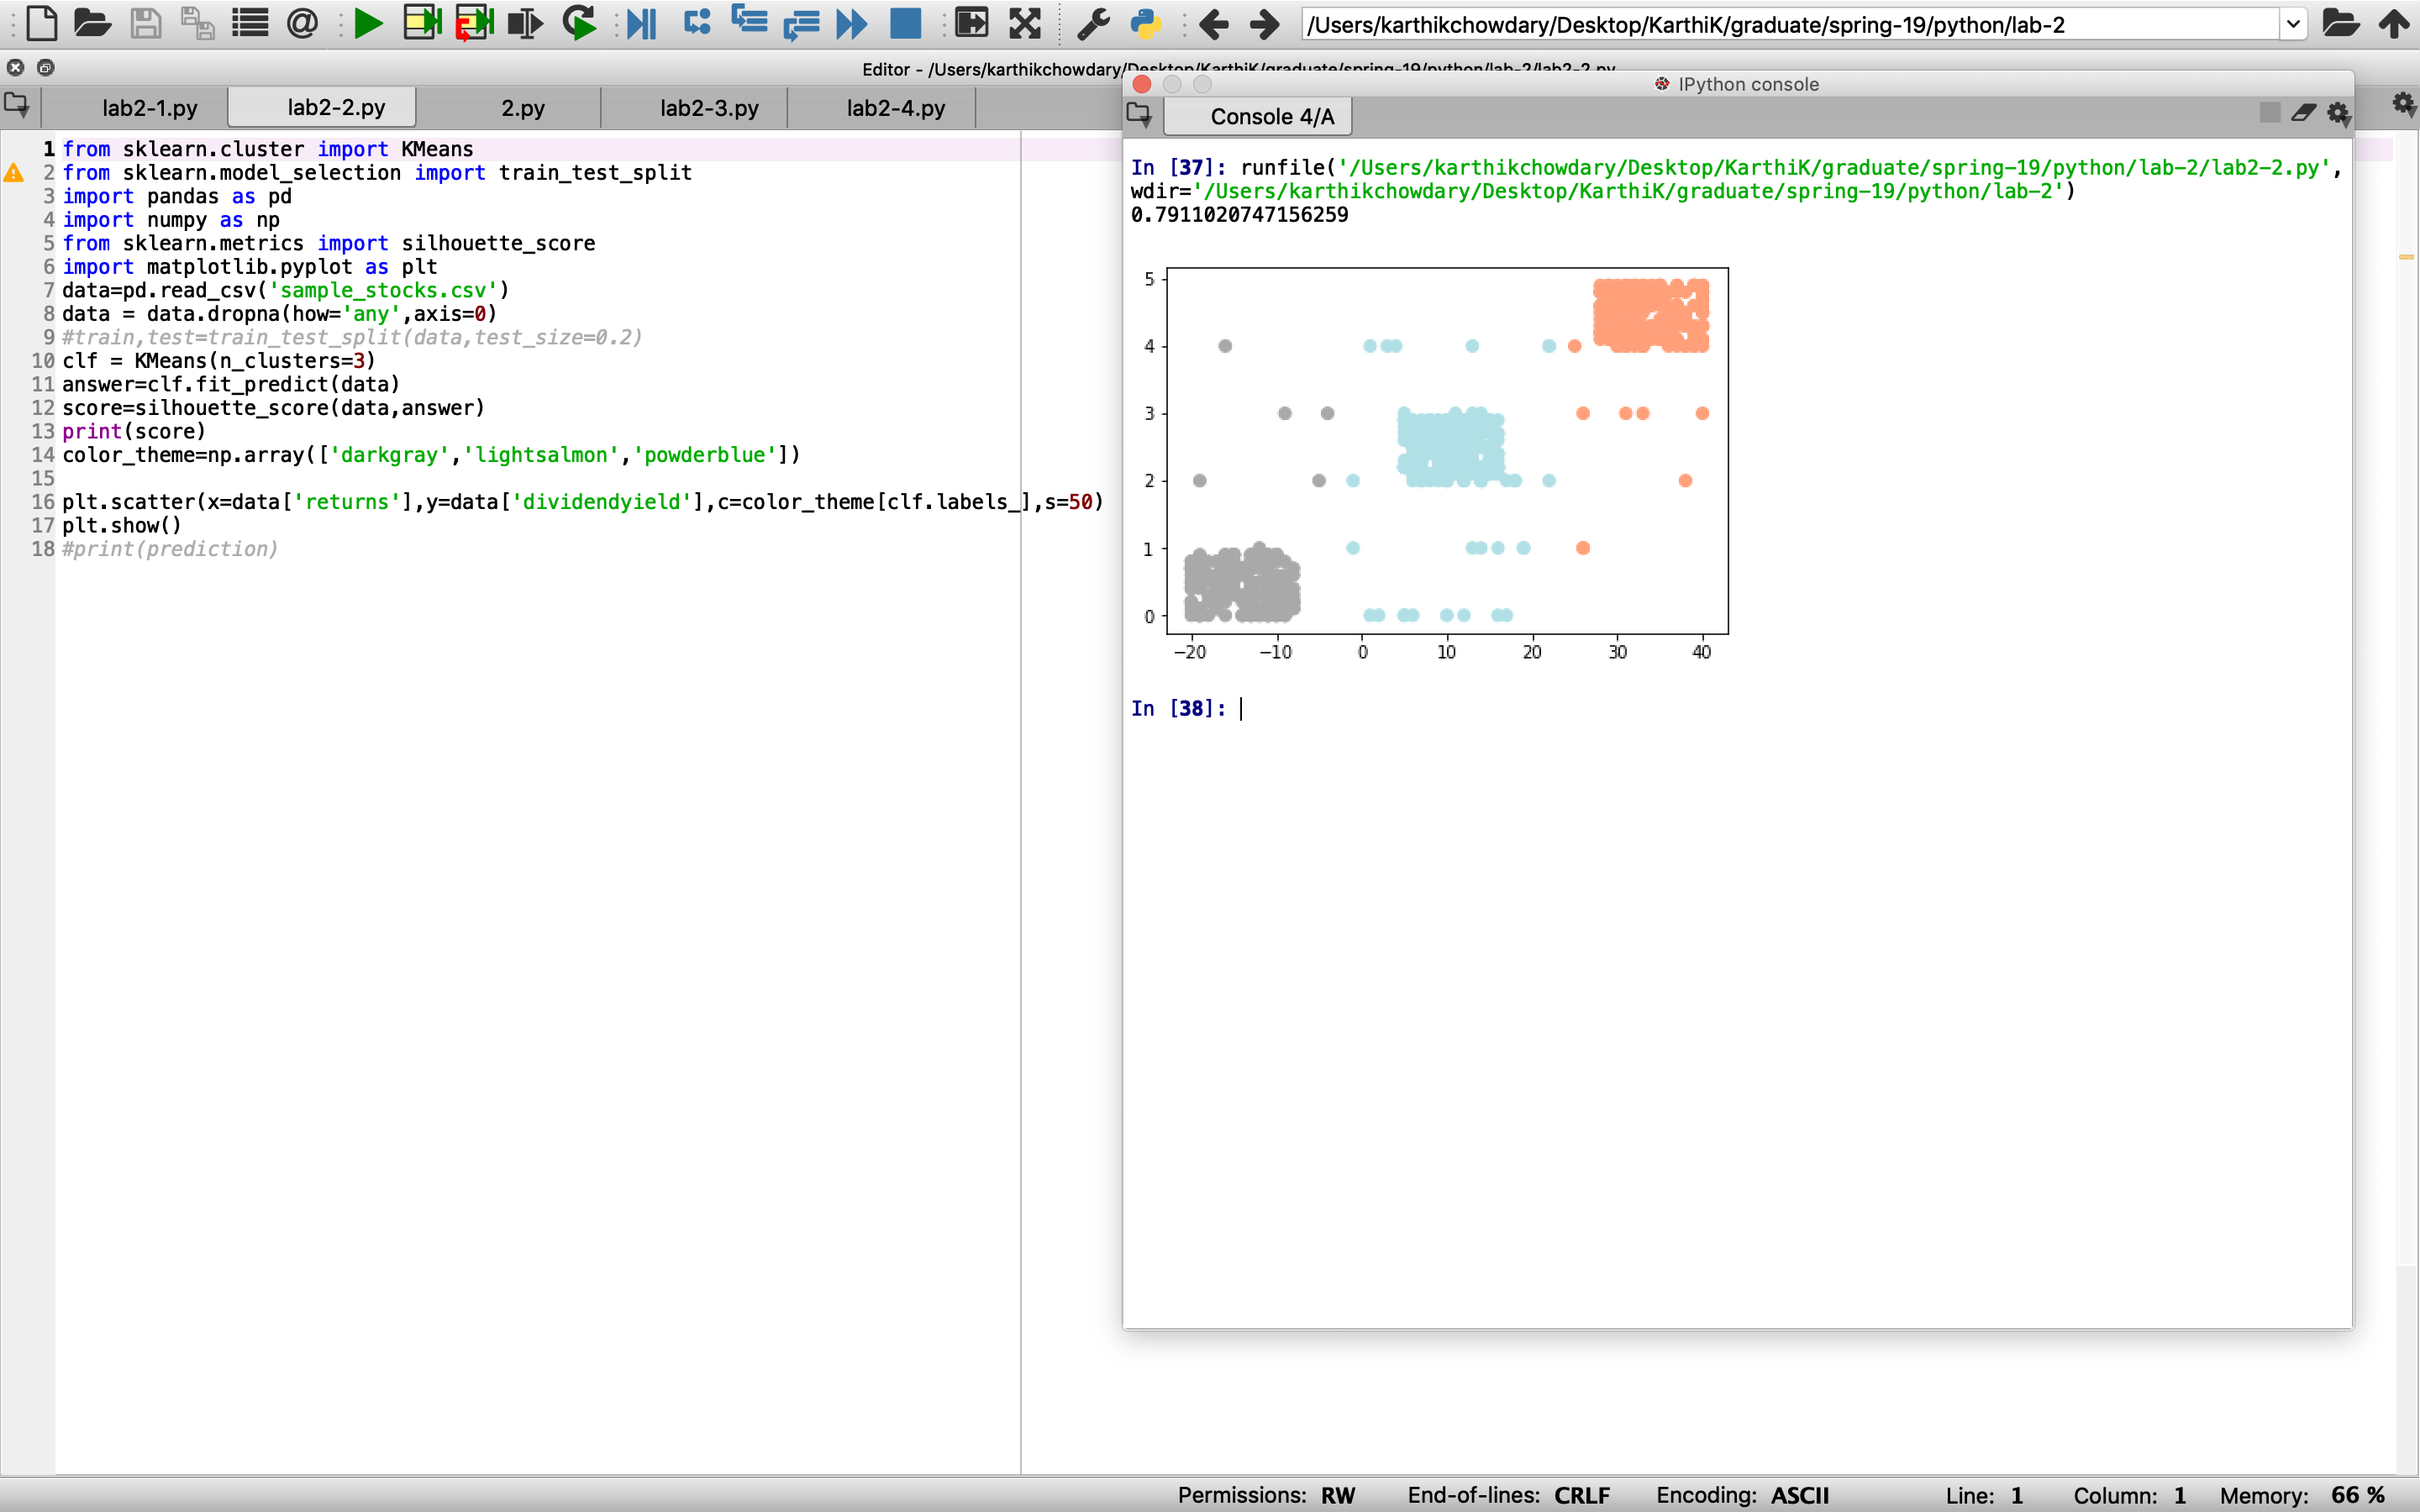 /Users/karthikchowdary/Desktop/KarthiK/graduate/spring-19/python/lab-2
Editor - /Users/karthikchowdary/Desktop/KarthiK/graduate/spring-19/python/lab-2/lab2-2.py
lab2-1.py
lab2-2.py
2.py
lab2-3.py
lab2-4.py
1 from sklearn.cluster import KMeans
2 from sklearn.model_selection import train_test_split
3 import pandas as pd
4 import numpy as np
5 from sklearn.metrics import silhouette_score
6 import matplotlib.pyplot as plt
7 data=pd.read_csv('sample_stocks.csv')
8 data = data.dropna(how='any',axis=0)
9 #train,test=train_test_split(data,test_size=0.2)
10 clf = KMeans(n_clusters=3)
11 answer=clf.fit_predict(data)
12 score=silhouette_score(data,answer)
13 print(score)
14 color_theme=np.array(['darkgray','lightsalmon','powderblue'])
15
16 plt.scatter(x=data['returns'],y=data['dividendyield'],c=color_theme[clf.labels_],s=50)
17 plt.show()
18 #print(prediction)
IPython console
Console 4/A
In [37]: runfile('/Users/karthikchowdary/Desktop/KarthiK/graduate/spring-19/python/lab-2/lab2-2.py',
wdir='/Users/karthikchowdary/Desktop/KarthiK/graduate/spring-19/python/lab-2')
0.7911020747156259
5
4
3
2
1
0
−20 −10 0 10 20 30 40
In [38]:
Permissions: RW End-of-lines: CRLF Encoding: ASCII Line: 1 Column: 1 Memory: 66 %